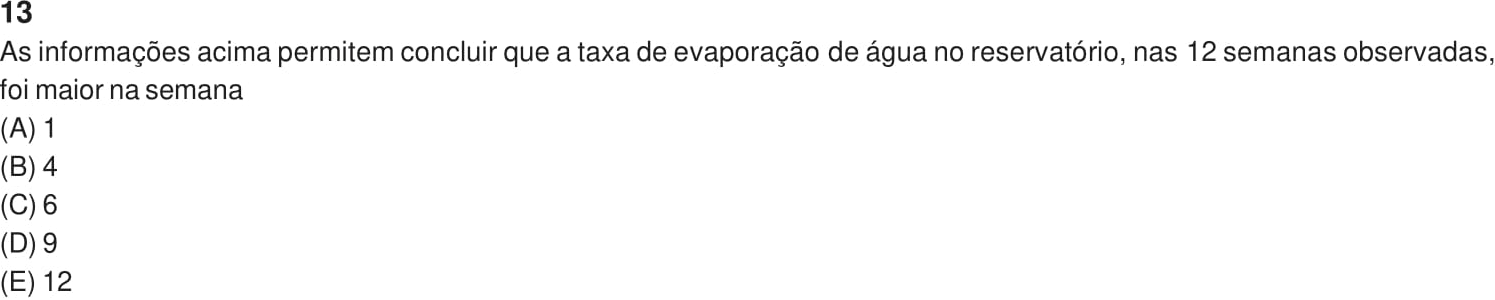 13
As informações acima permitem concluir que a taxa de evaporação de água no reservatório, nas 12 semanas observadas,
foi maior na semana
(A) 1
(B) 4
(C) 6
(D) 9
(E) 12